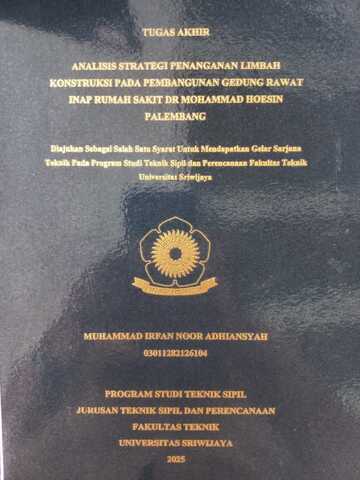 TUGAS AKHIR
ANALISIS STRATEGI PENANGANAN LIMBAH
KONSTRUKSI PADA PEMBANGUNAN GEDUNG RAWAT
INAP RUMAH SAKIT DR MOHAMMAD HOESIN
PALEMBANG
Diajukan Sebagai Salah Satu Syarat Untuk Mendapatkan Gelar Sarjana
Teknik Pada Program Studi Teknik Sipil dan Perencanaan Fakultas Teknik
Universitas Sriwijaya
MUHAMMAD IRFAN NOOR ADHIANSYAH
03011282126104
PROGRAM STUDI TEKNIK SIPIL
JURUSAN TEKNIK SIPIL DAN PERENCANAAN
FAKULTAS TEKNIK
UNIVERSITAS SRIWIJAYA
2025